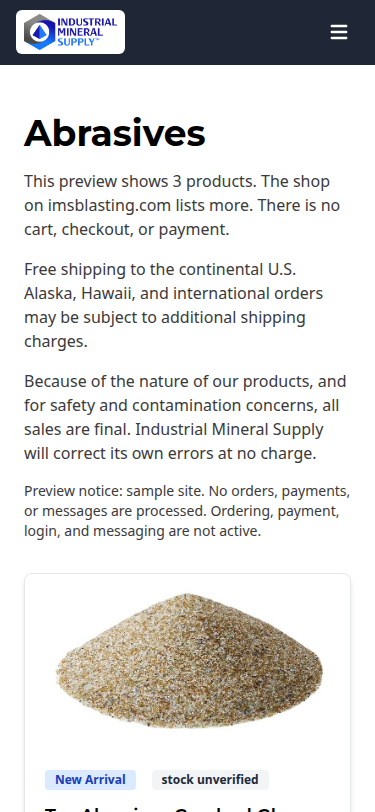 INDUSTRIAL
MINERAL
SUPPLY™
Abrasives
This preview shows 3 products. The shop
on imsblasting.com lists more. There is no
cart, checkout, or payment.
Free shipping to the continental U.S.
Alaska, Hawaii, and international orders
may be subject to additional shipping
charges.
Because of the nature of our products, and
for safety and contamination concerns, all
sales are final. Industrial Mineral Supply
will correct its own errors at no charge.
Preview notice: sample site. No orders, payments,
or messages are processed. Ordering, payment,
login, and messaging are not active.
New Arrival stock unverified